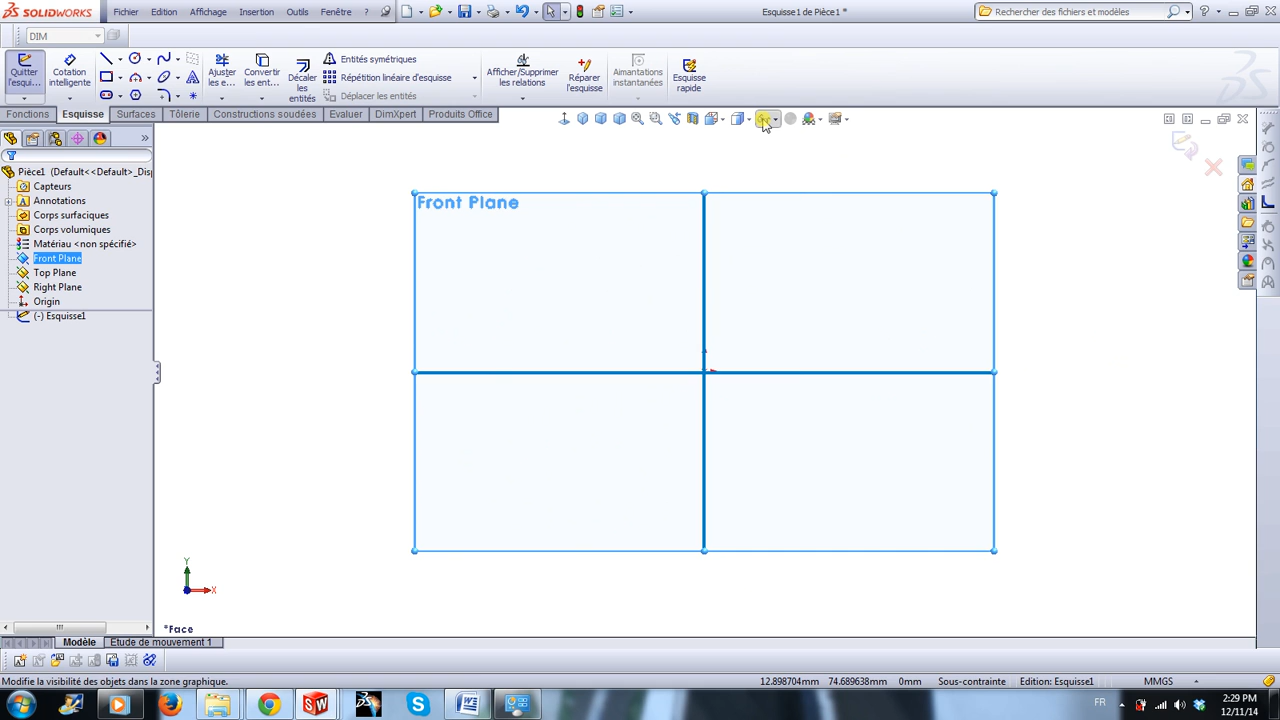 SOLIDWORKS Fichier Edition Affichage Insertion Outils Fenêtre ? Esquisse1 de Pièce1 * Rechercher des fichiers et modèles ?
DIM
Quitter l'esqui... Cotation intelligente Ajuster les e... Convertir les ent... Décaler les entités Entités symétriques Répétition linéaire d'esquisse Déplacer les entités Afficher/Supprimer les relations Réparer l'esquisse Aimantations instantanées Esquisse rapide
Fonctions Esquisse Surfaces Tôlerie Constructions soudées Evaluer DimXpert Produits Office
Pièce1 (Default<<Default>_Disp
Capteurs
Annotations
Corps surfaciques
Corps volumiques
Matériau <non spécifié>
Front Plane
Top Plane
Right Plane
Origin
(-) Esquisse1
Front Plane
Y
X
*Face
Modèle Etude de mouvement 1
Modifie la visibilité des objets dans la zone graphique. 12.898704mm 74.689638mm 0mm Sous-contrainte Edition: Esquisse1 MMGS
FR 2:29 PM
12/11/14